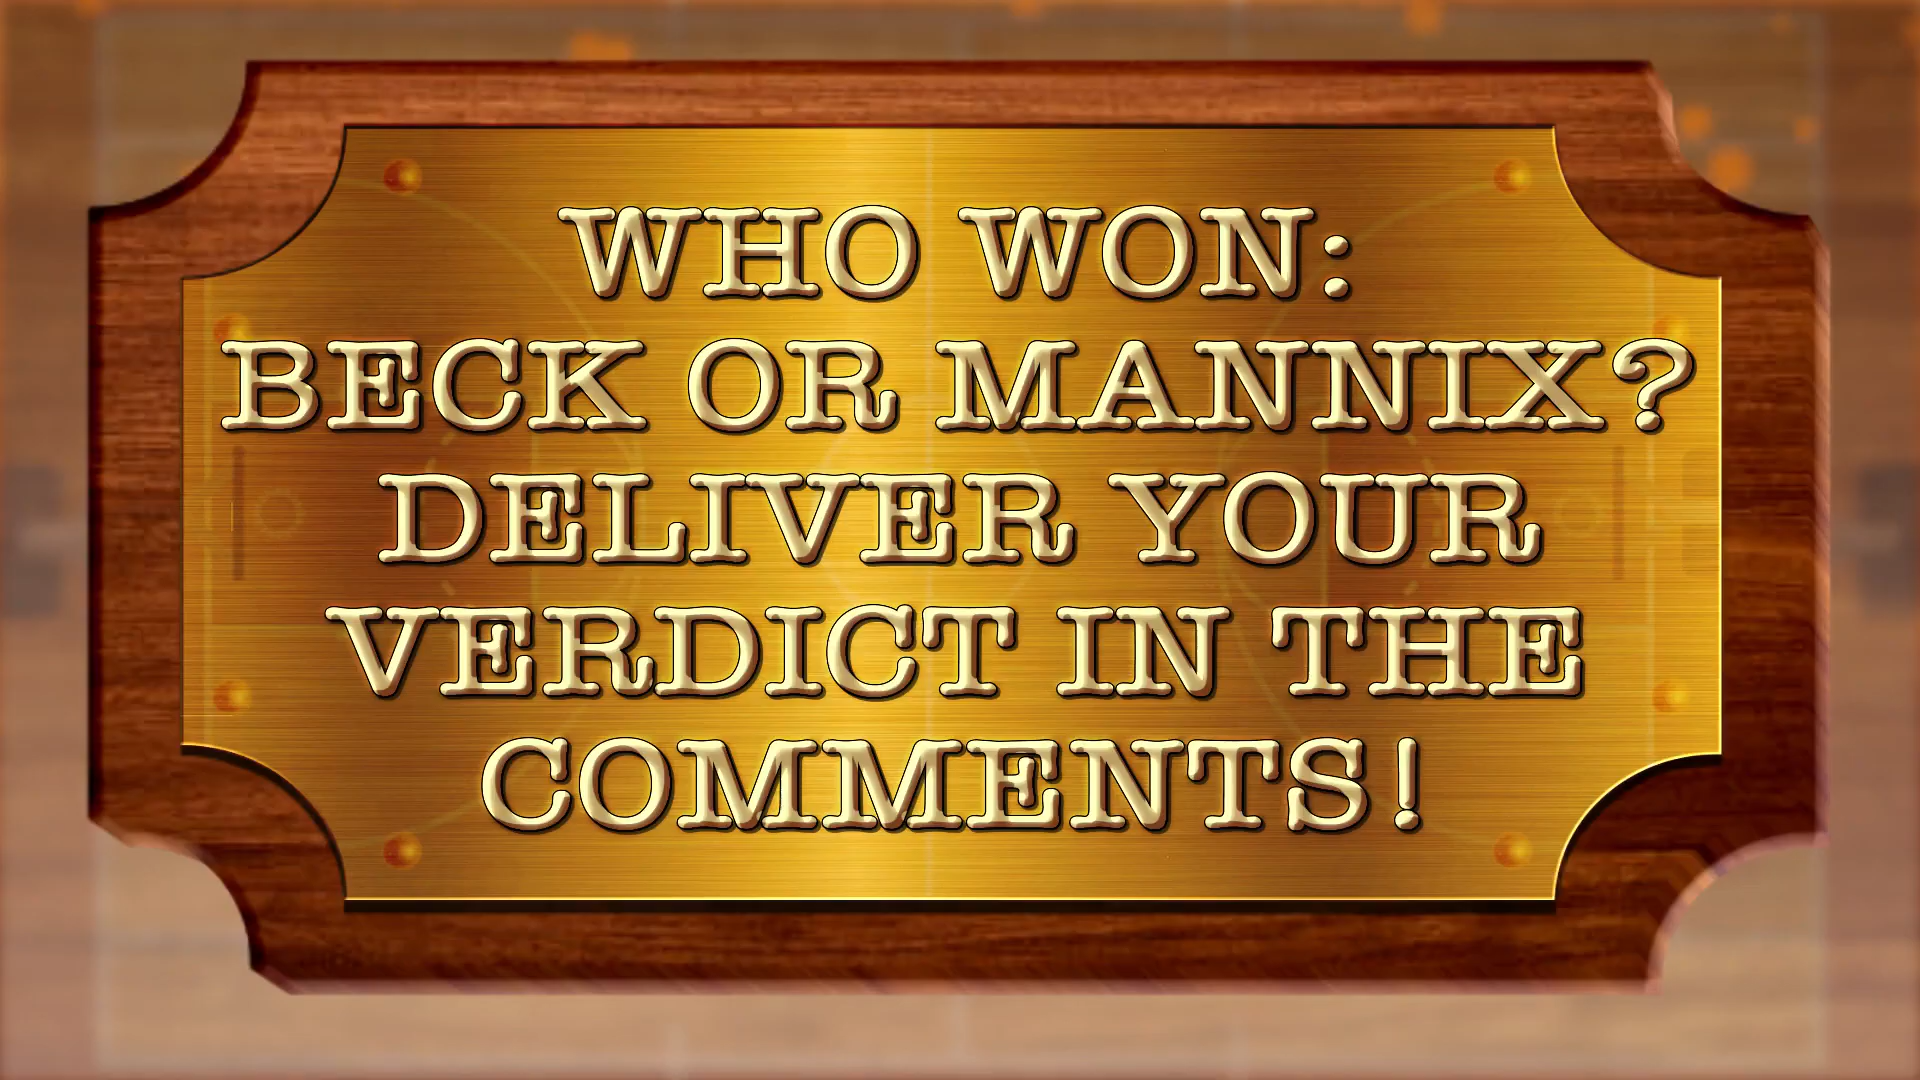 WHO WON:
BECK OR MANNIX?
DELIVER YOUR
VERDICT IN THE
COMMENTS!